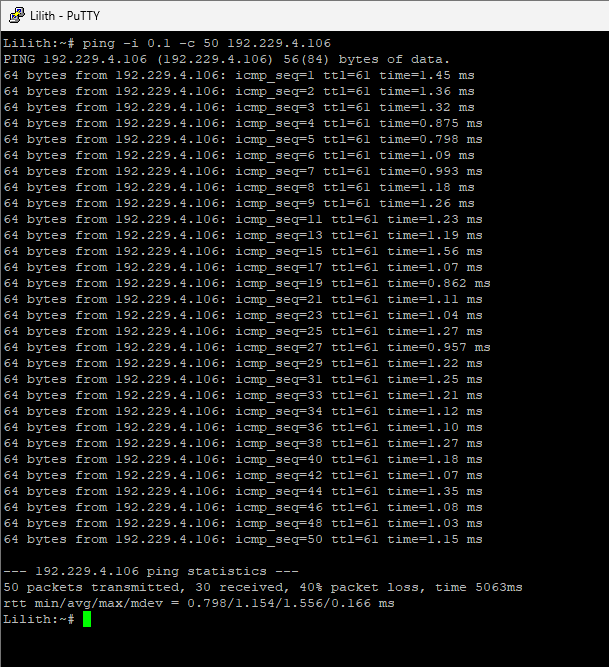 Lilith - PuTTY
Lilith:~# ping -i 0.1 -c 50 192.229.4.106
PING 192.229.4.106 (192.229.4.106) 56(84) bytes of data.
64 bytes from 192.229.4.106: icmp_seq=1 ttl=61 time=1.45 ms
64 bytes from 192.229.4.106: icmp_seq=2 ttl=61 time=1.36 ms
64 bytes from 192.229.4.106: icmp_seq=3 ttl=61 time=1.32 ms
64 bytes from 192.229.4.106: icmp_seq=4 ttl=61 time=0.875 ms
64 bytes from 192.229.4.106: icmp_seq=5 ttl=61 time=0.798 ms
64 bytes from 192.229.4.106: icmp_seq=6 ttl=61 time=1.09 ms
64 bytes from 192.229.4.106: icmp_seq=7 ttl=61 time=0.993 ms
64 bytes from 192.229.4.106: icmp_seq=8 ttl=61 time=1.18 ms
64 bytes from 192.229.4.106: icmp_seq=9 ttl=61 time=1.26 ms
64 bytes from 192.229.4.106: icmp_seq=11 ttl=61 time=1.23 ms
64 bytes from 192.229.4.106: icmp_seq=13 ttl=61 time=1.19 ms
64 bytes from 192.229.4.106: icmp_seq=15 ttl=61 time=1.56 ms
64 bytes from 192.229.4.106: icmp_seq=17 ttl=61 time=1.07 ms
64 bytes from 192.229.4.106: icmp_seq=19 ttl=61 time=0.862 ms
64 bytes from 192.229.4.106: icmp_seq=21 ttl=61 time=1.11 ms
64 bytes from 192.229.4.106: icmp_seq=23 ttl=61 time=1.04 ms
64 bytes from 192.229.4.106: icmp_seq=25 ttl=61 time=1.27 ms
64 bytes from 192.229.4.106: icmp_seq=27 ttl=61 time=0.957 ms
64 bytes from 192.229.4.106: icmp_seq=29 ttl=61 time=1.22 ms
64 bytes from 192.229.4.106: icmp_seq=31 ttl=61 time=1.25 ms
64 bytes from 192.229.4.106: icmp_seq=33 ttl=61 time=1.21 ms
64 bytes from 192.229.4.106: icmp_seq=34 ttl=61 time=1.12 ms
64 bytes from 192.229.4.106: icmp_seq=36 ttl=61 time=1.10 ms
64 bytes from 192.229.4.106: icmp_seq=38 ttl=61 time=1.27 ms
64 bytes from 192.229.4.106: icmp_seq=40 ttl=61 time=1.18 ms
64 bytes from 192.229.4.106: icmp_seq=42 ttl=61 time=1.07 ms
64 bytes from 192.229.4.106: icmp_seq=44 ttl=61 time=1.35 ms
64 bytes from 192.229.4.106: icmp_seq=46 ttl=61 time=1.08 ms
64 bytes from 192.229.4.106: icmp_seq=48 ttl=61 time=1.03 ms
64 bytes from 192.229.4.106: icmp_seq=50 ttl=61 time=1.15 ms
--- 192.229.4.106 ping statistics ---
50 packets transmitted, 30 received, 40% packet loss, time 5063ms
rtt min/avg/max/mdev = 0.798/1.154/1.556/0.166 ms
Lilith:~#